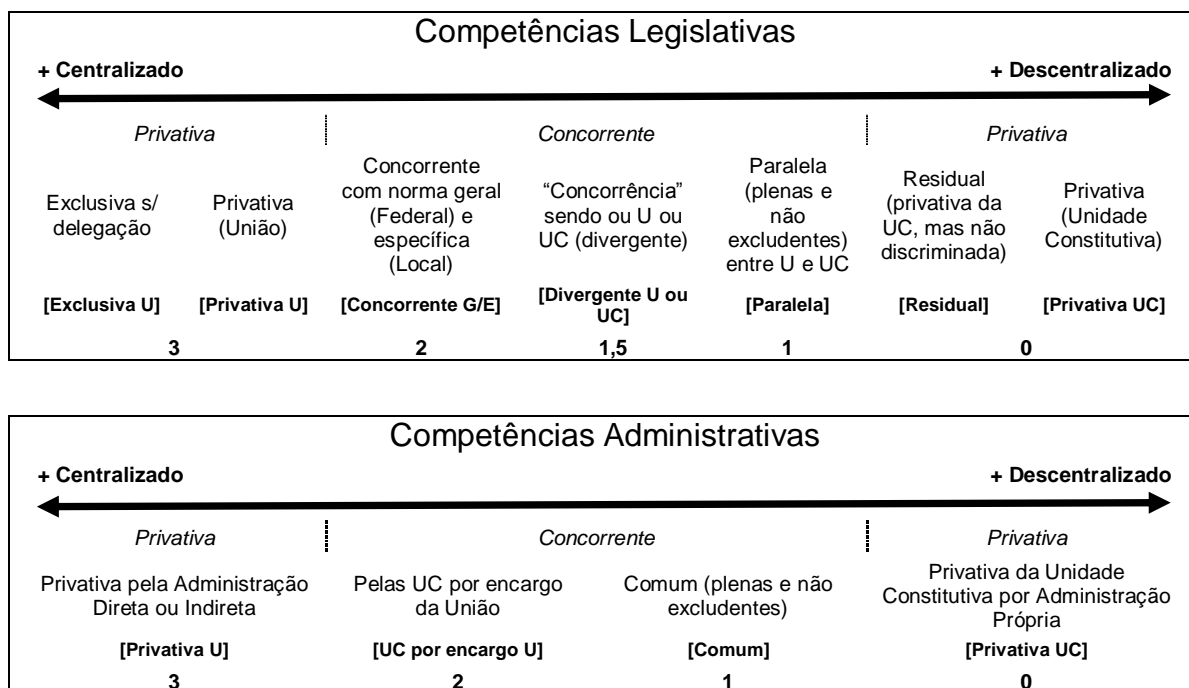 Competências Legislativas
+ Centralizado
+ Descentralizado
Privativa
Concorrente
Privativa
Exclusiva s/
delegação
Privativa
(União)
Concorrente
com norma geral
(Federal) e
específica
(Local)
“Concorrência”
sendo ou U ou
UC (divergente)
Paralela
(plenas e
não
excludentes)
entre U e UC
Residual
(privativa da
UC, mas não
discriminada)
Privativa
(Unidade
Constitutiva)
[Exclusiva U]
[Privativa U]
[Concorrente G/E]
[Divergente U ou
UC]
[Paralela]
[Residual]
[Privativa UC]
3
2
1,5
1
0
Competências Administrativas
+ Centralizado
+ Descentralizado
Privativa
Concorrente
Privativa
Privativa pela Administração
Direta ou Indireta
Pelas UC por encargo
da União
Comum (plenas e não
excludentes)
Privativa da Unidade
Constitutiva por Administração
Própria
[Privativa U]
[UC por encargo U]
[Comum]
[Privativa UC]
3
2
1
0